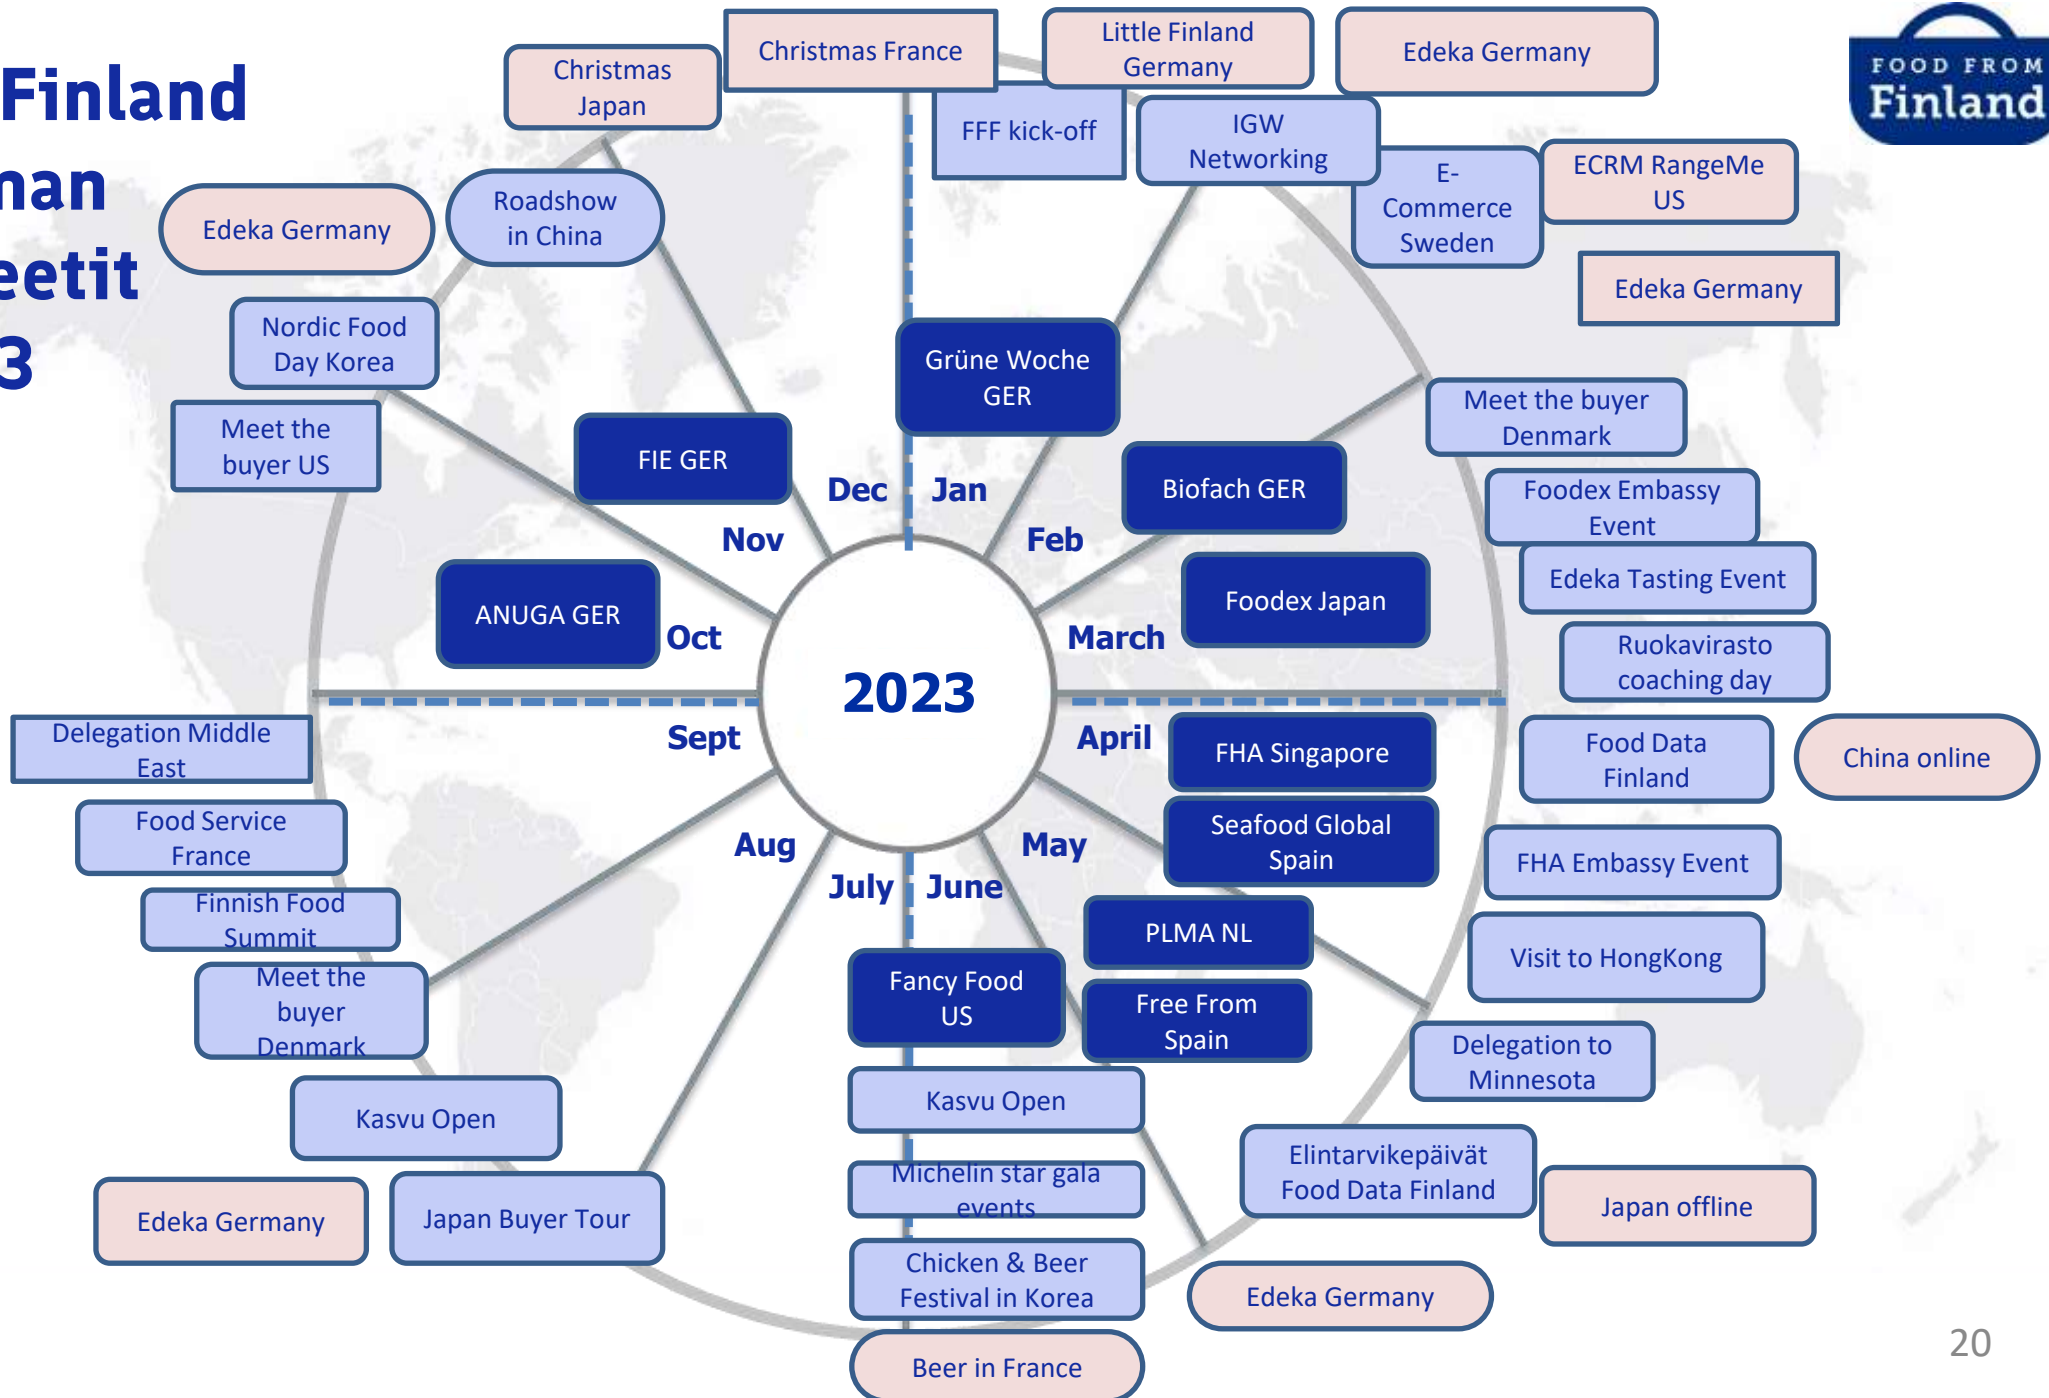 Finland
nan
eetit
3
FOOD FROM
Finland
Christmas
Japan
Christmas France
Little Finland
Germany
Edeka Germany
FFF kick-off
IGW
Networking
E-
Commerce
Sweden
ECRM RangeMe
US
Edeka Germany
Edeka Germany
Roadshow
in China
Nordic Food
Day Korea
Meet the
buyer US
Grüne Woche
GER
FIE GER
Biofach GER
Meet the buyer
Denmark
Foodex Embassy
Event
Edeka Tasting Event
Ruokavirasto
coaching day
Dec
Jan
Nov
Feb
ANUGA GER
Oct
March
Foodex Japan
2023
Sept
April
FHA Singapore
Food Data
Finland
China online
Delegation Middle
East
Food Service
France
Finnish Food
Summit
Meet the
buyer
Denmark
Aug
May
July
June
Seafood Global
Spain
FHA Embassy Event
PLMA NL
Visit to HongKong
Fancy Food
US
Free From
Spain
Delegation to
Minnesota
Kasvu Open
Kasvu Open
Elintarvikepäivät
Food Data Finland
Japan offline
Edeka Germany
Japan Buyer Tour
Michelin star gala
events
Chicken & Beer
Festival in Korea
Edeka Germany
Beer in France
20